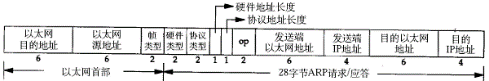 硬件地址长度
协议地址长度
以太网
目的地址
以太网
源地址
帧
类型
硬件
类型
协议
类型
op
发送端
以太网地址
发送端
IP地址
目的以太网
地址
目的
IP地址
6 6 2 2 2 1 1 2 6 4 6 4
以太网首部
28字节ARP请求/应答